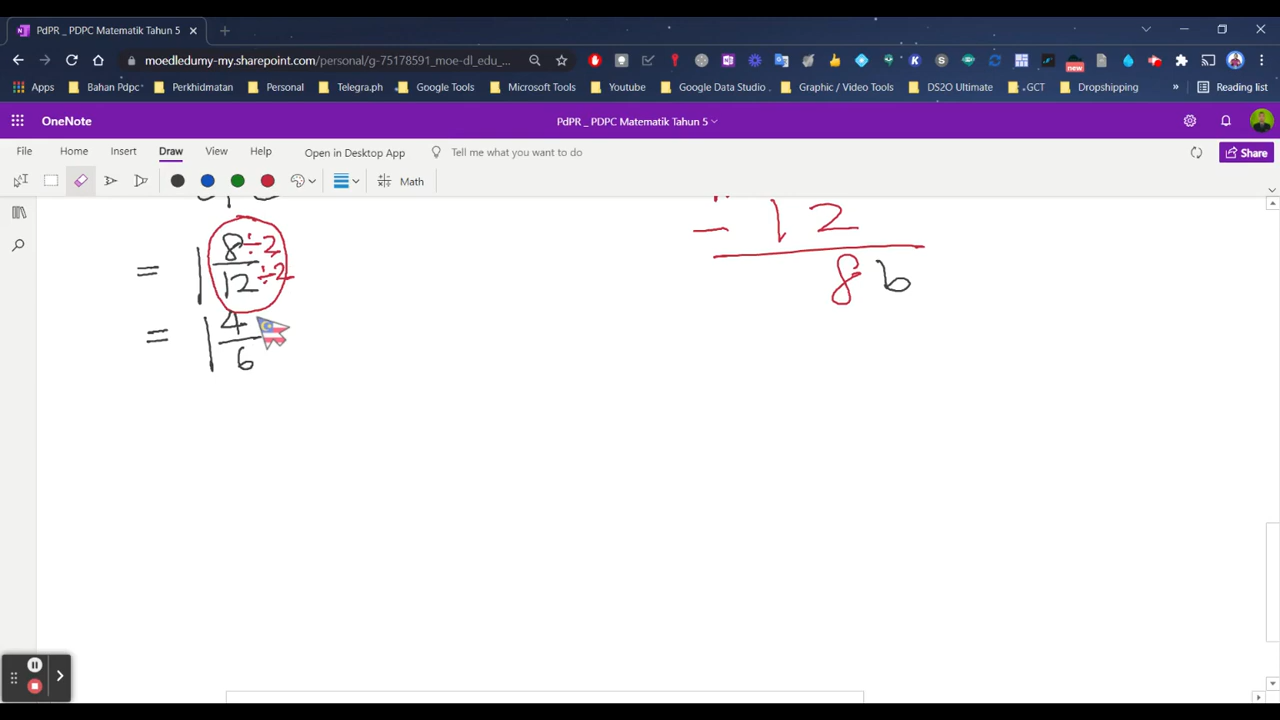 PdPR _ PDPC Matematik Tahun 5
moedledumy-my.sharepoint.com/personal/g-75178591_moe-dl_edu_...
new
Apps Bahan Pdpc Perkhidmatan Personal Telegra.ph Google Tools Microsoft Tools Youtube Google Data Studio Graphic / Video Tools DS2O Ultimate GCT Dropshipping » Reading list
OneNote PdPR _ PDPC Matematik Tahun 5
File Home Insert Draw View Help Open in Desktop App Tell me what you want to do Share
Math
- 12
8 b
= 1 8÷2/12÷2
= 1 4/6